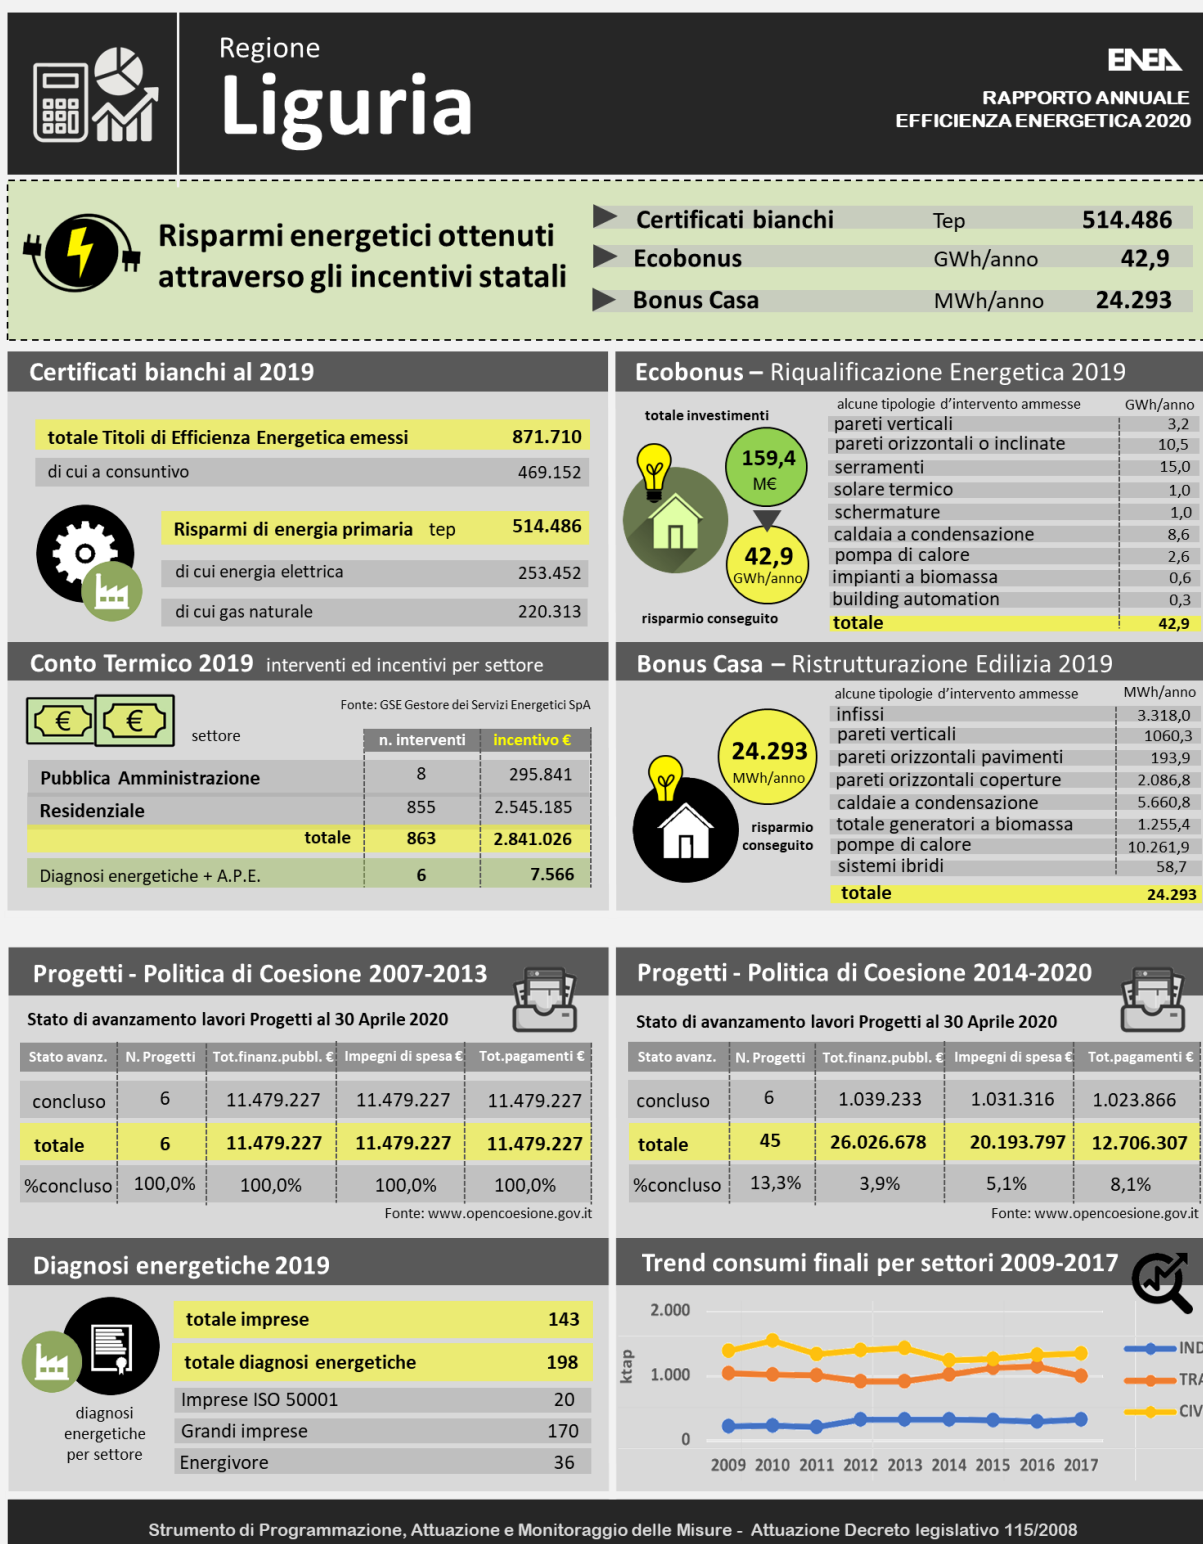 Regione
Liguria
ENEA
RAPPORTO ANNUALE
EFFICIENZA ENERGETICA 2020
Risparmi energetici ottenuti
attraverso gli incentivi statali
Certificati bianchi Tep 514.486
Ecobonus GWh/anno 42,9
Bonus Casa MWh/anno 24.293
Certificati bianchi al 2019
totale Titoli di Efficienza Energetica emessi 871.710
di cui a consuntivo 469.152
Risparmi di energia primaria tep 514.486
di cui energia elettrica 253.452
di cui gas naturale 220.313
Ecobonus – Riqualificazione Energetica 2019
totale investimenti
159,4
M€
42,9
GWh/anno
risparmio conseguito
alcune tipologie d'intervento ammesse GWh/anno
pareti verticali 3,2
pareti orizzontali o inclinate 10,5
serramenti 15,0
solare termico 1,0
schermature 1,0
caldaia a condensazione 8,6
pompa di calore 2,6
impianti a biomassa 0,6
building automation 0,3
totale 42,9
Conto Termico 2019 interventi ed incentivi per settore
Fonte: GSE Gestore dei Servizi Energetici SpA
settore n. interventi incentivo €
Pubblica Amministrazione 8 295.841
Residenziale 855 2.545.185
totale 863 2.841.026
Diagnosi energetiche + A.P.E. 6 7.566
Bonus Casa – Ristrutturazione Edilizia 2019
24.293
MWh/anno
risparmio
conseguito
alcune tipologie d'intervento ammesse MWh/anno
infissi 3.318,0
pareti verticali 1060,3
pareti orizzontali pavimenti 193,9
pareti orizzontali coperture 2.086,8
caldaie a condensazione 5.660,8
totale generatori a biomassa 1.255,4
pompe di calore 10.261,9
sistemi ibridi 58,7
totale 24.293
Progetti - Politica di Coesione 2007-2013
Stato di avanzamento lavori Progetti al 30 Aprile 2020
Stato avanz. N. Progetti Tot.finanz.pubbl. € Impegni di spesa € Tot.pagamenti €
concluso 6 11.479.227 11.479.227 11.479.227
totale 6 11.479.227 11.479.227 11.479.227
%concluso 100,0% 100,0% 100,0% 100,0%
Fonte: www.opencoesione.gov.it
Progetti - Politica di Coesione 2014-2020
Stato di avanzamento lavori Progetti al 30 Aprile 2020
Stato avanz. N. Progetti Tot.finanz.pubbl. € Impegni di spesa € Tot.pagamenti €
concluso 6 1.039.233 1.031.316 1.023.866
totale 45 26.026.678 20.193.797 12.706.307
%concluso 13,3% 3,9% 5,1% 8,1%
Fonte: www.opencoesione.gov.it
Diagnosi energetiche 2019
diagnosi
energetiche
per settore
totale imprese 143
totale diagnosi energetiche 198
Imprese ISO 50001 20
Grandi imprese 170
Energivore 36
Trend consumi finali per settori 2009-2017
2.000
1.000
0
ktap
2009 2010 2011 2012 2013 2014 2015 2016 2017
IND
TRA
CIV
Strumento di Programmazione, Attuazione e Monitoraggio delle Misure - Attuazione Decreto legislativo 115/2008